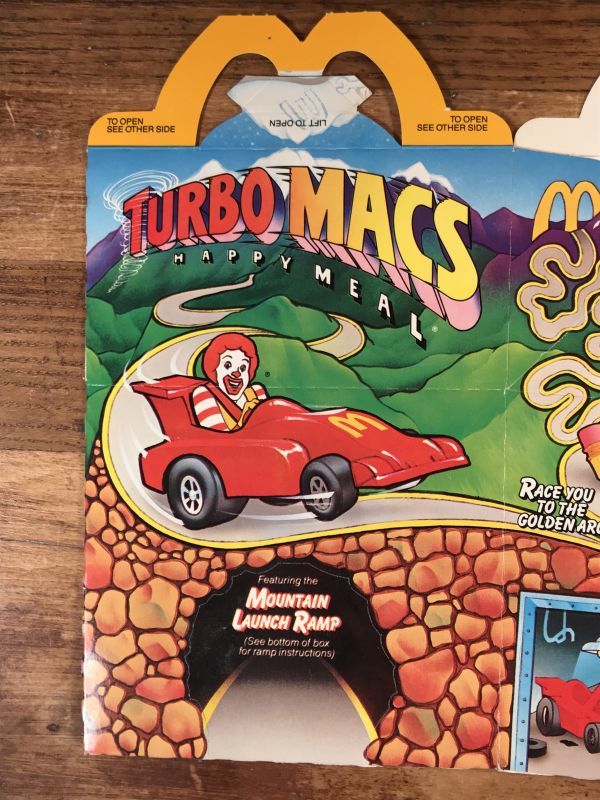 TO OPEN
SEE OTHER SIDE
LIFT TO OPEN
TO OPEN
SEE OTHER SIDE
TURBO MACS
HAPPY MEAL®
®
M
M
Featuring the
MOUNTAIN
LAUNCH RAMP
(See bottom of box
for ramp instructions)
RACE YOU
TO THE
GOLDEN